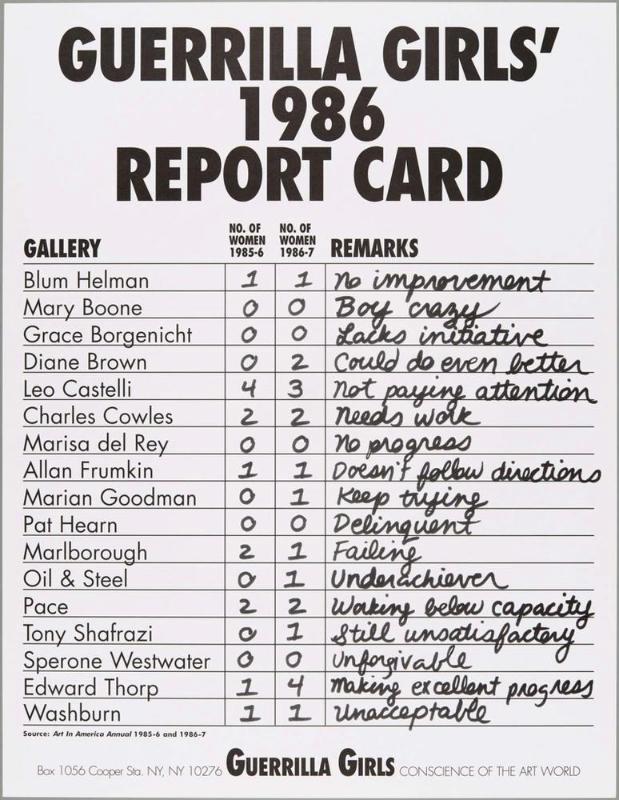 GUERRILLA GIRLS'
1986
REPORT CARD
GALLERY NO. OF WOMEN 1985-6 NO. OF WOMEN 1986-7 REMARKS
Blum Helman 1 1 no improvement
Mary Boone 0 0 Boy crazy
Grace Borgenicht 0 0 Lacks initiative
Diane Brown 0 2 Could do even better
Leo Castelli 4 3 not paying attention
Charles Cowles 2 2 needs work
Marisa del Rey 0 0 No progress
Allan Frumkin 1 1 Doesn't follow directions
Marian Goodman 0 1 Keep trying
Pat Hearn 0 0 Delinquent
Marlborough 2 1 Failing
Oil & Steel 0 1 Underachiever
Pace 2 2 Working below capacity
Tony Shafrazi 0 1 Still unsatisfactory
Sperone Westwater 0 0 Unforgivable
Edward Thorp 1 4 making excellent progress
Washburn 1 1 Unacceptable
Source: Art In America Annual 1985-6 and 1986-7
Box 1056 Cooper Sta. NY, NY 10276 GUERRILLA GIRLS CONSCIENCE OF THE ART WORLD